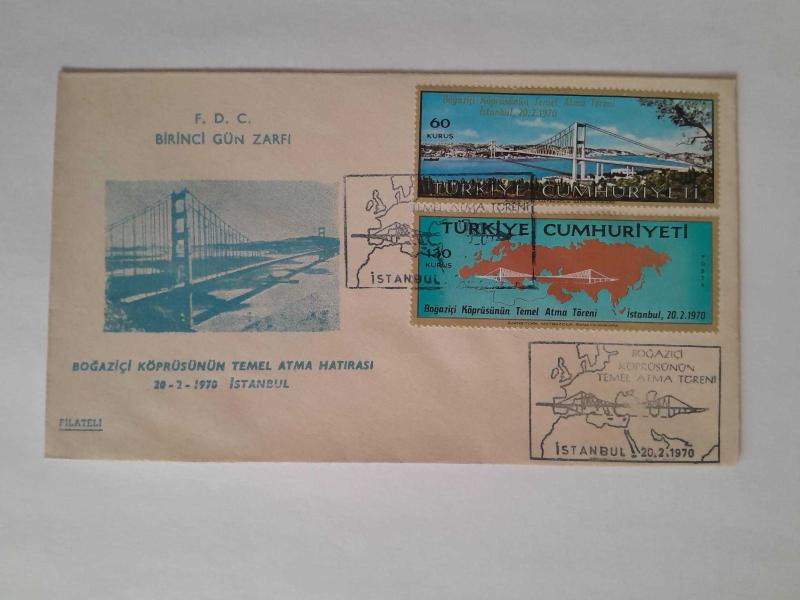 F. D. C.
BİRİNCİ GÜN ZARFI
BOĞAZİÇİ KÖPRÜSÜNÜN TEMEL ATMA HATIRASI
20-2-1970 İSTANBUL
FİLATELİ
Boğaziçi Köprüsünün Temel Atma Töreni
İstanbul, 20.2.1970
60
KURUŞ
TÜRKİYE CUMHURİYETİ
TÜRKİYE CUMHURİYETİ
130
KURUŞ
POSTA
Boğaziçi Köprüsünün Temel Atma Töreni İstanbul, 20.2.1970
TEMEL ATMA TÖRENİ
İSTANBUL
BOĞAZİÇİ
KÖPRÜSÜNÜN
TEMEL ATMA TÖRENİ
İSTANBUL 20.2.1970